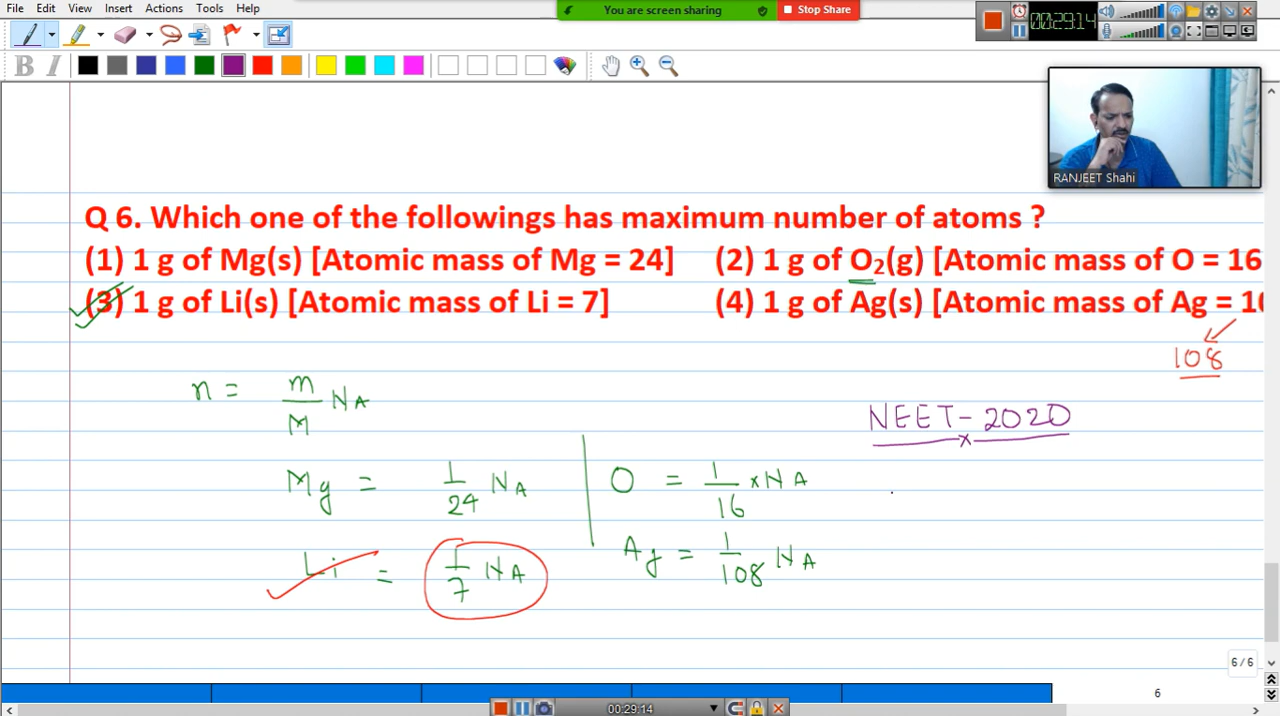 File Edit View Insert Actions Tools Help
You are screen sharing Stop Share
00:29:14
B I
RANJEET Shahi
Q 6. Which one of the followings has maximum number of atoms ?
(1) 1 g of Mg(s) [Atomic mass of Mg = 24] (2) 1 g of O₂(g) [Atomic mass of O = 16
(3) 1 g of Li(s) [Atomic mass of Li = 7] (4) 1 g of Ag(s) [Atomic mass of Ag = 10
108
n = m/M NA
NEET-2020
Mg = 1/24 NA O = 1/16 × NA
Li = 1/7 NA Ag = 1/108 NA
6 / 6
6
00:29:14